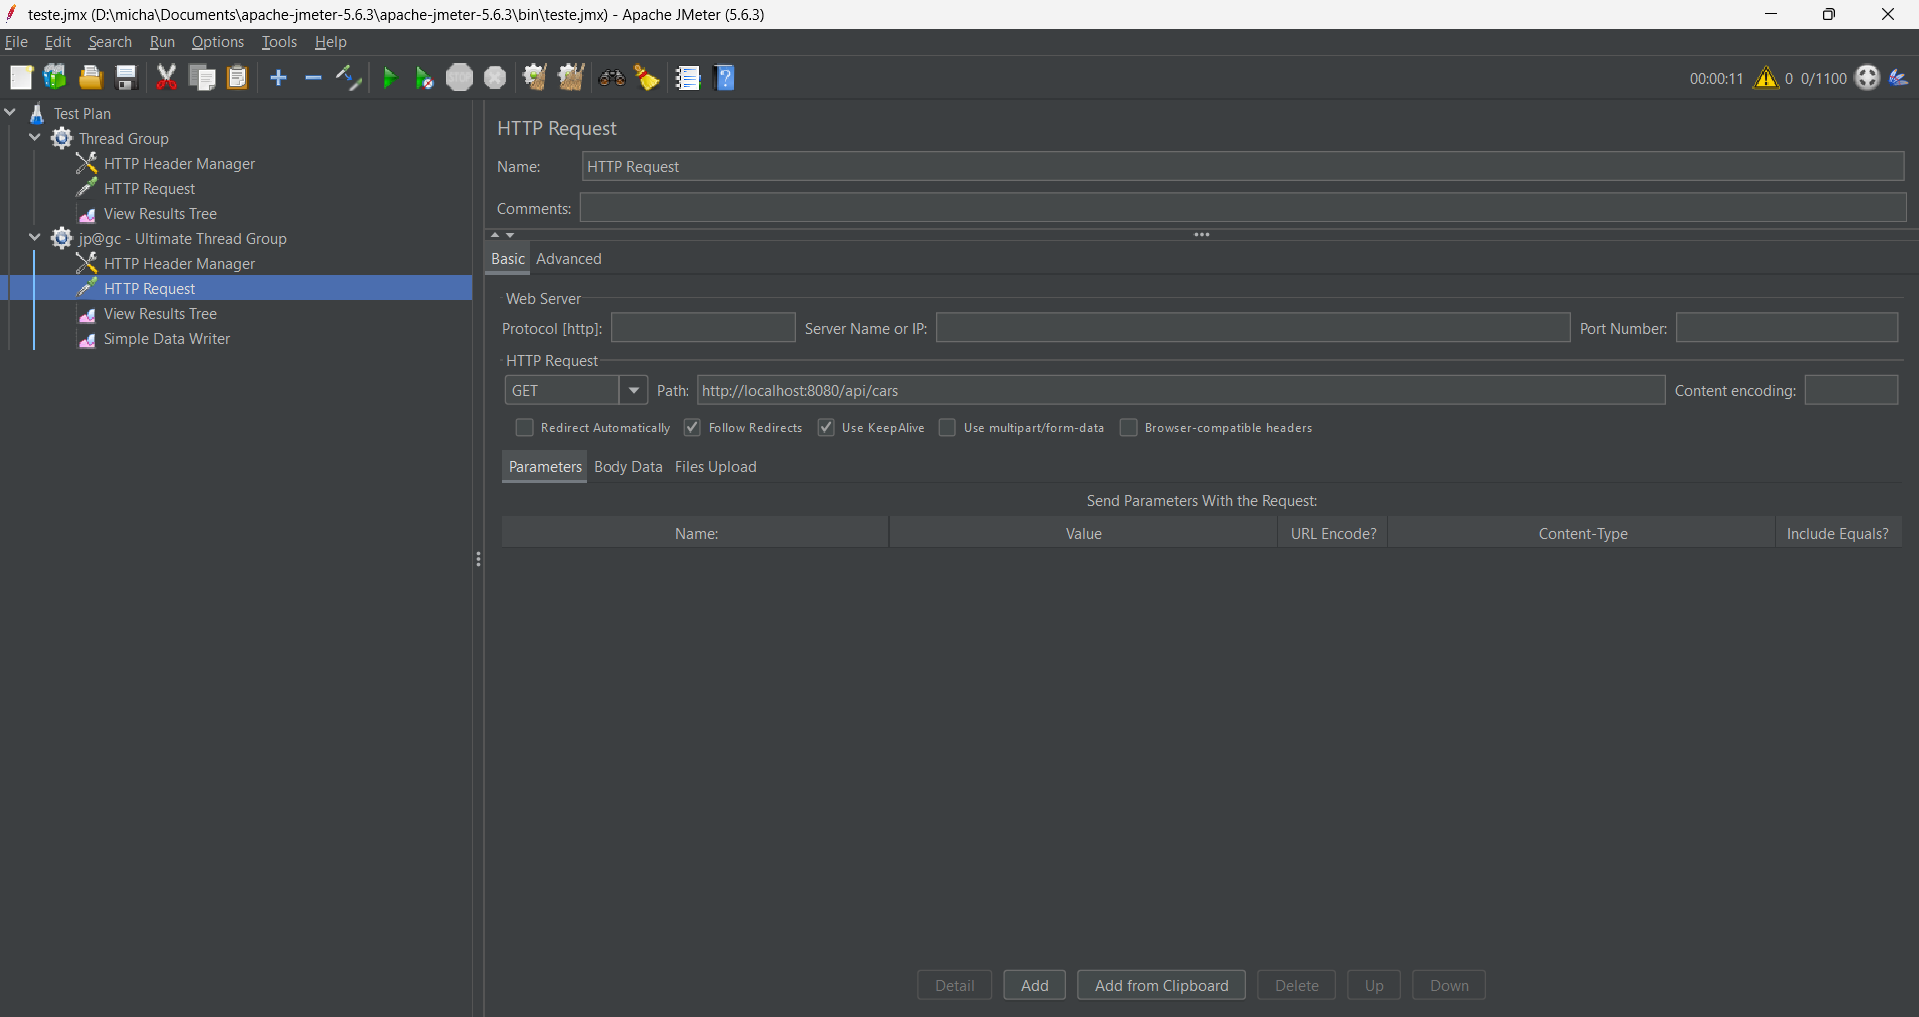 teste.jmx (D:\micha\Documents\apache-jmeter-5.6.3\apache-jmeter-5.6.3\bin\teste.jmx) - Apache JMeter (5.6.3)
File Edit Search Run Options Tools Help
STOP ? 00:00:11 0 0/1100
Test Plan
Thread Group
HTTP Header Manager
HTTP Request
View Results Tree
jp@gc - Ultimate Thread Group
HTTP Header Manager
HTTP Request
View Results Tree
Simple Data Writer
HTTP Request
Name: HTTP Request
Comments:
Basic Advanced
Web Server
Protocol [http]: Server Name or IP: Port Number:
HTTP Request
GET Path: http://localhost:8080/api/cars Content encoding:
Redirect Automatically Follow Redirects Use KeepAlive Use multipart/form-data Browser-compatible headers
Parameters Body Data Files Upload
Send Parameters With the Request:
Name: Value URL Encode? Content-Type Include Equals?
Detail Add Add from Clipboard Delete Up Down